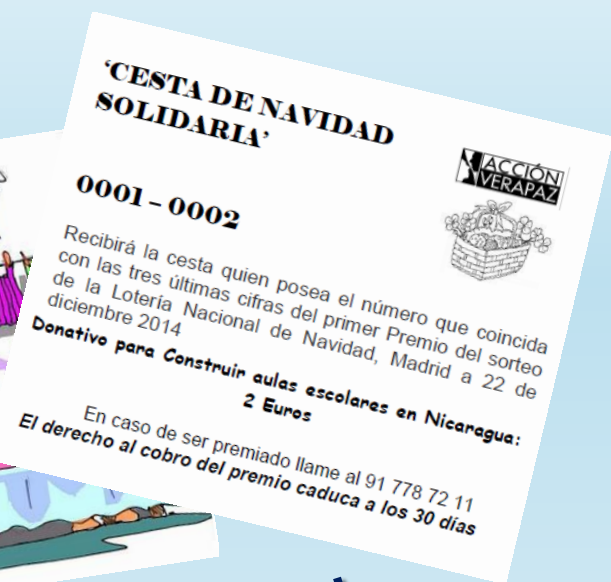 ‘CESTA DE NAVIDAD
SOLIDARIA’
ACCIÓN
VERAPAZ
0001 – 0002
Recibirá la cesta quien posea el número que coincida
con las tres últimas cifras del primer Premio del sorteo
de la Lotería Nacional de Navidad, Madrid a 22 de
diciembre 2014
Donativo para Construir aulas escolares en Nicaragua:
2 Euros
En caso de ser premiado llame al 91 778 72 11
El derecho al cobro del premio caduca a los 30 días